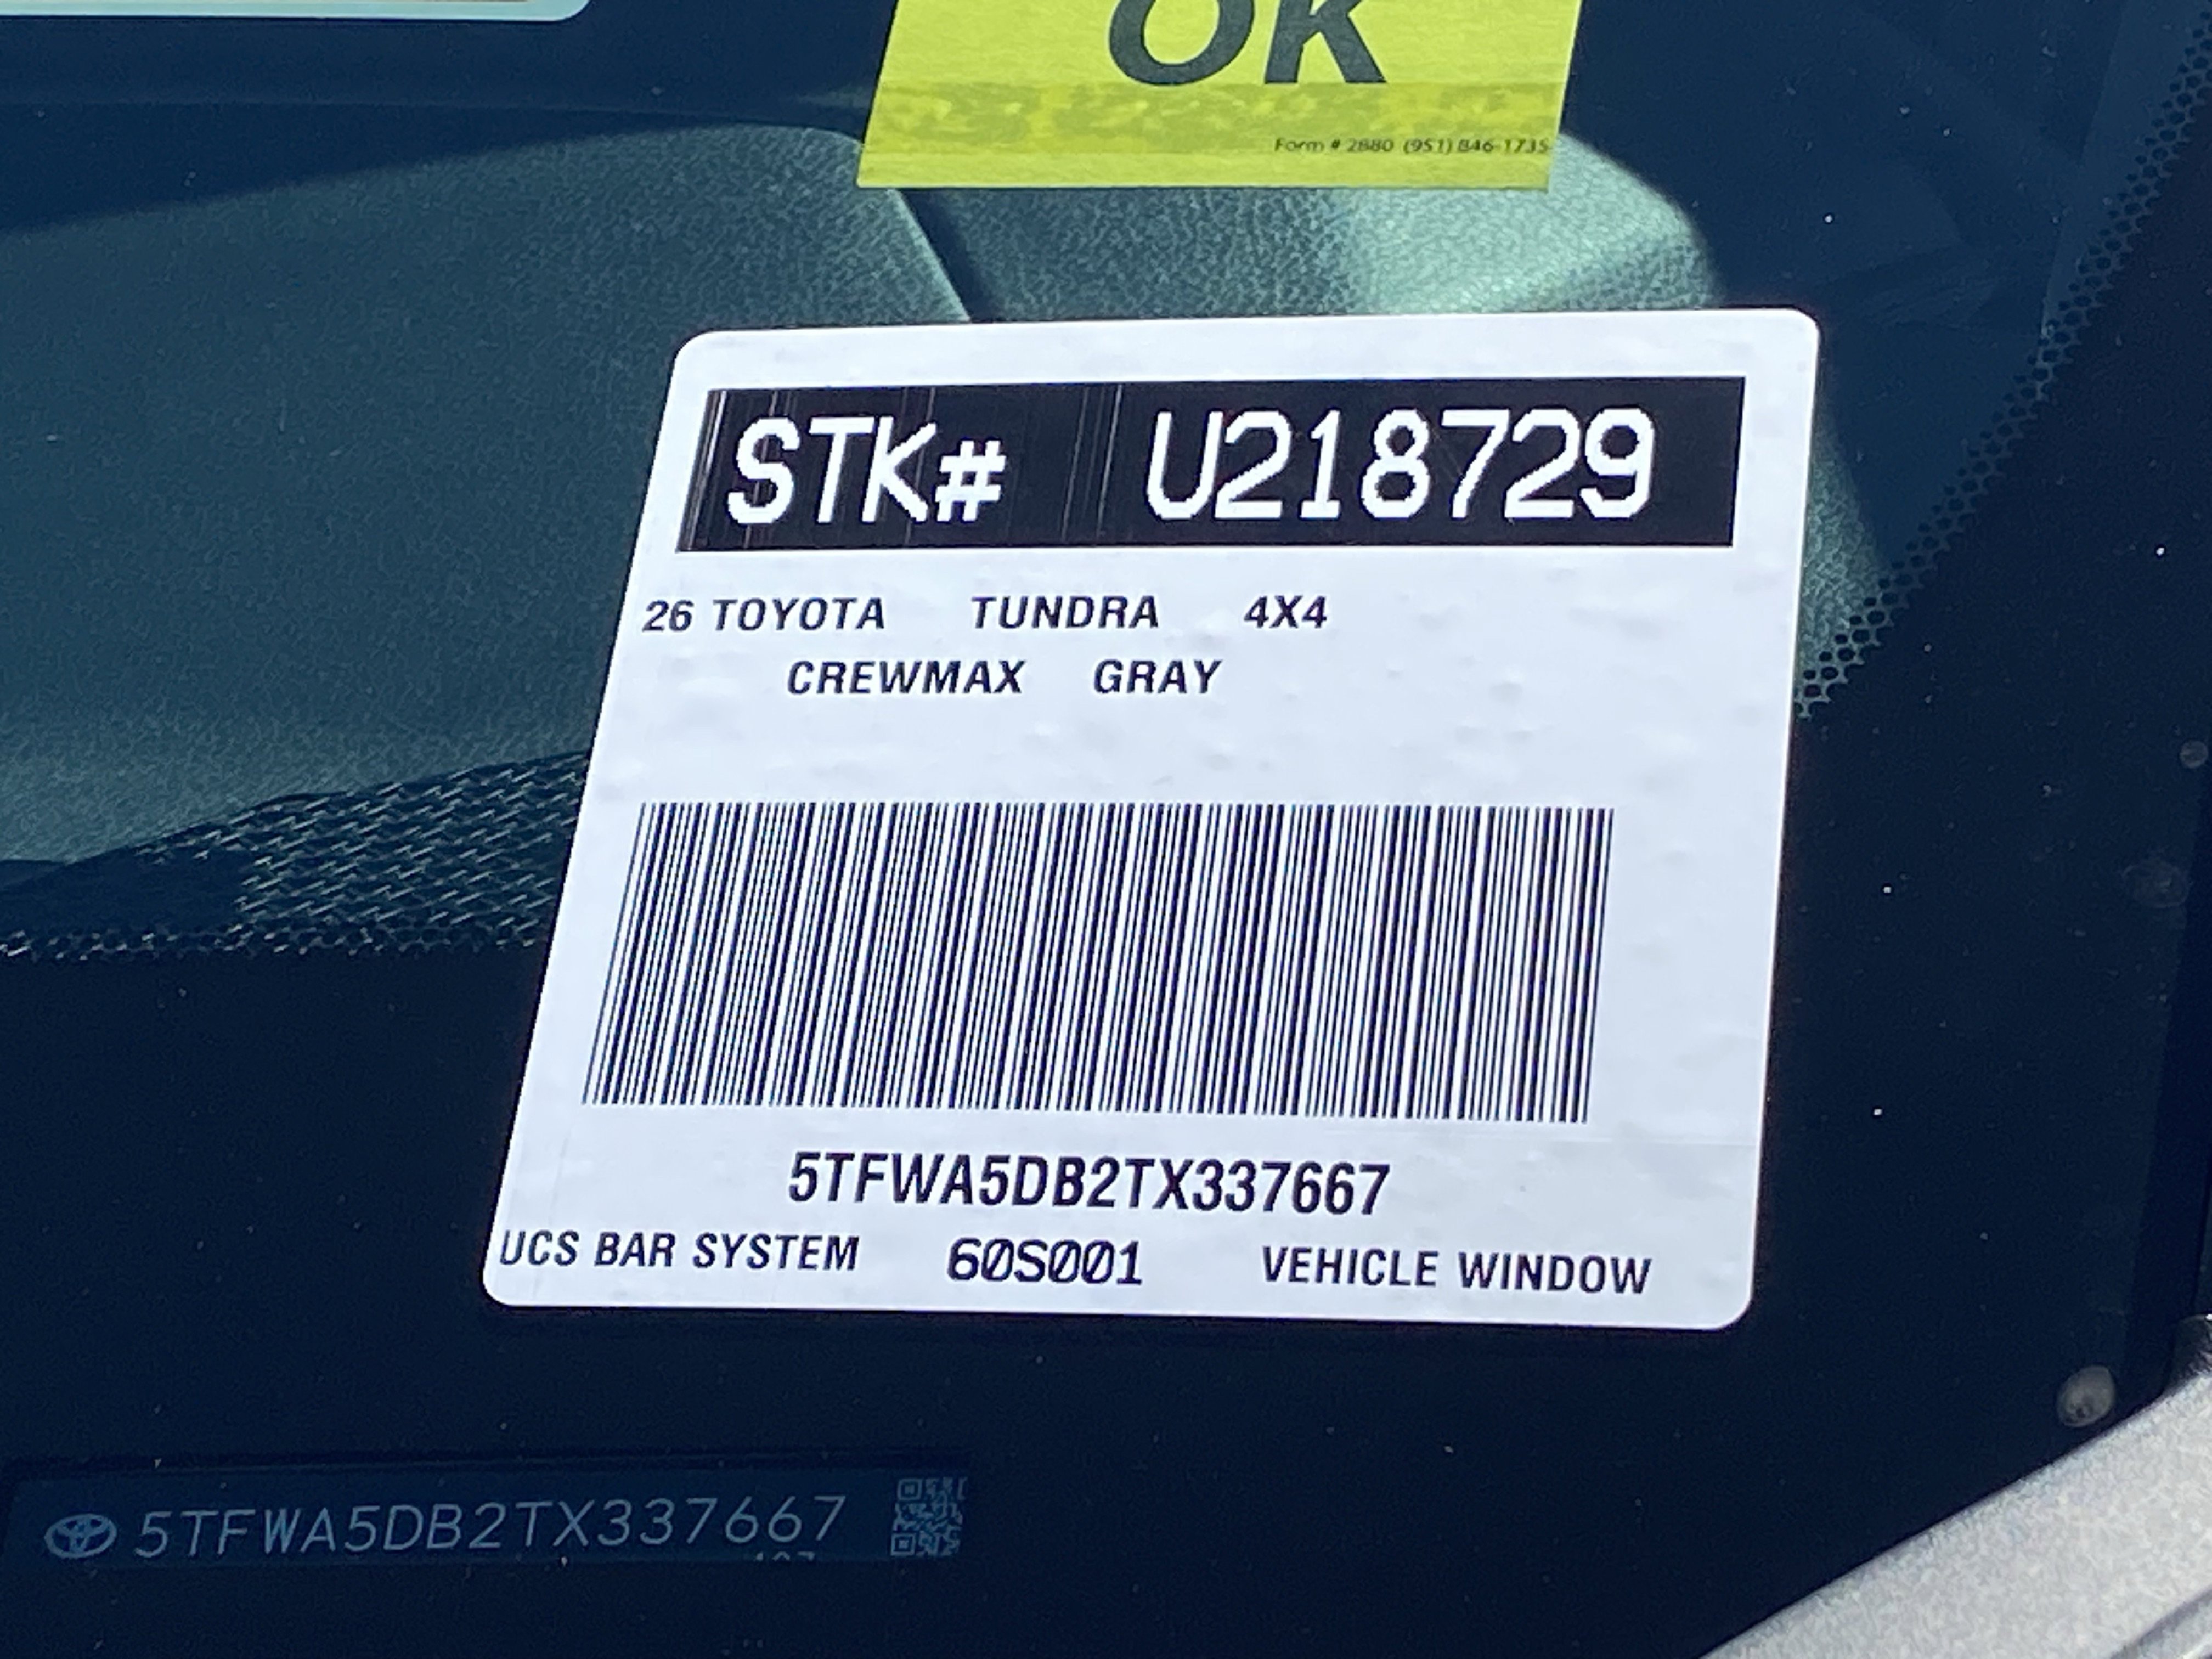 OK
Form # 2880 (951) 846-1735
STK# U218729
26 TOYOTA TUNDRA 4X4
CREWMAX GRAY
5TFWA5DB2TX337667
UCS BAR SYSTEM 60S001 VEHICLE WINDOW
5TFWA5DB2TX337667